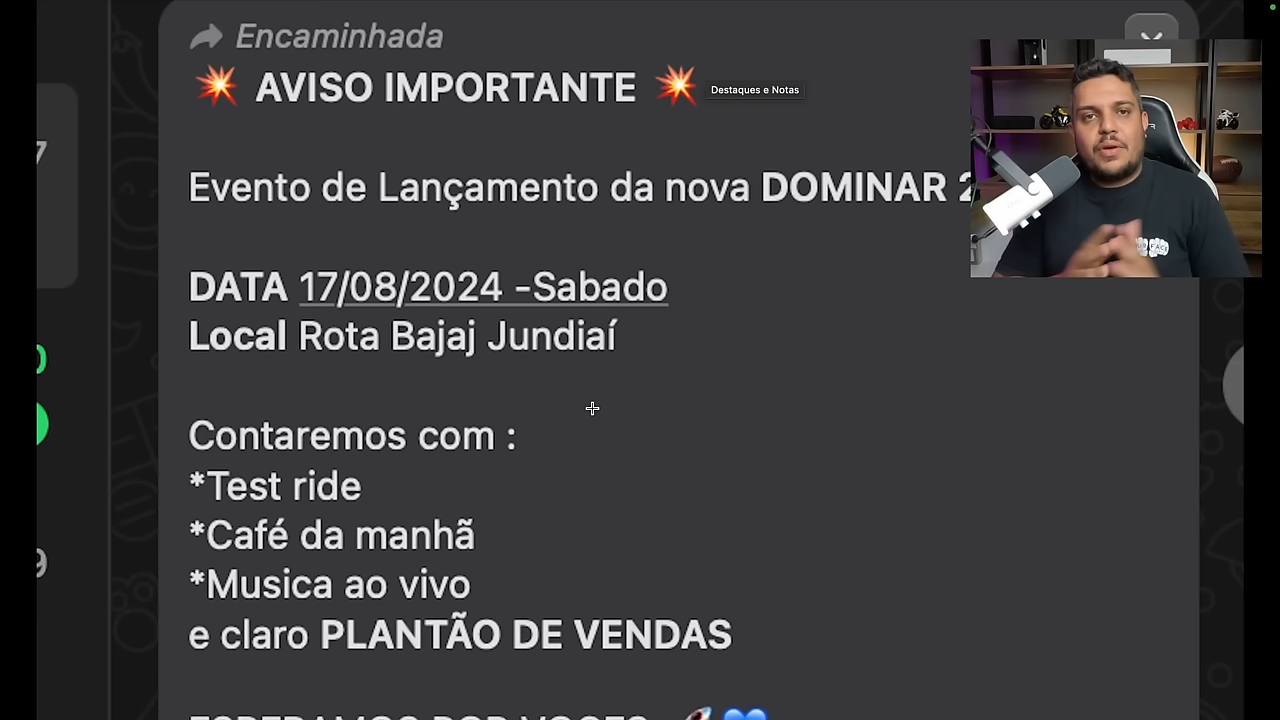 Encaminhada
💥 AVISO IMPORTANTE 💥
Destaques e Notas
Evento de Lançamento da nova DOMINAR
DATA 17/08/2024 -Sabado
Local Rota Bajaj Jundiaí
Contaremos com :
*Test ride
*Café da manhã
*Musica ao vivo
e claro PLANTÃO DE VENDAS